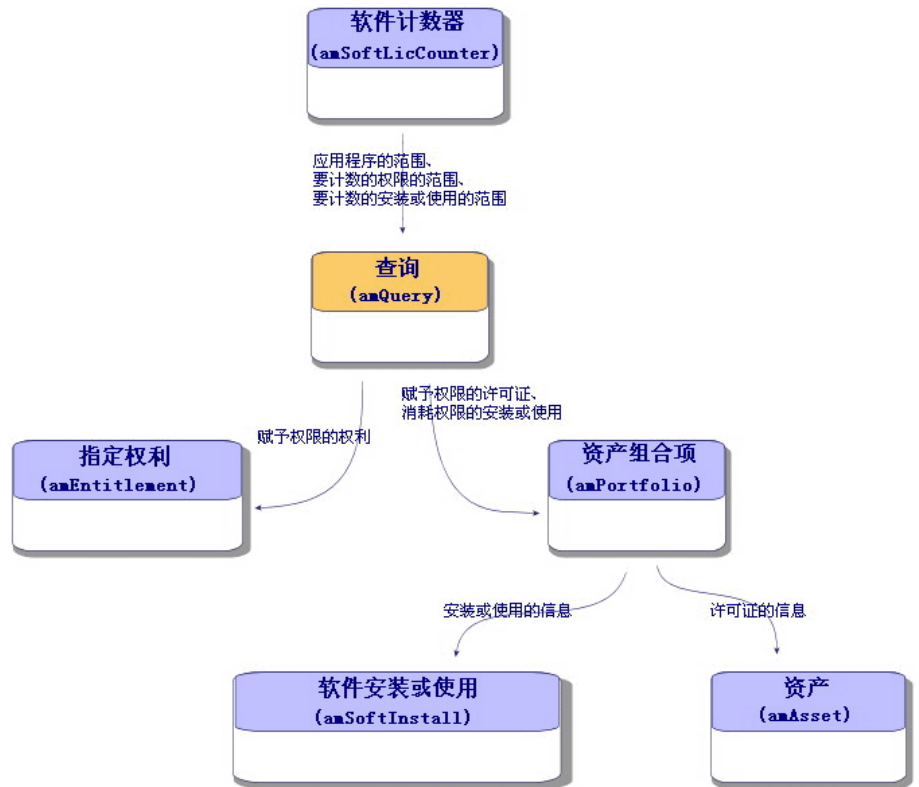 软件计数器
(amSoftLicCounter)
应用程序的范围、
要计数的权限的范围、
要计数的安装或使用的范围
查询
(amQuery)
赋予权限的许可证、
消耗权限的安装或使用
赋予权限的权利
指定权利
(amEntitlement)
资产组合项
(amPortfolio)
安装或使用的信息
许可证的信息
软件安装或使用
(amSoftInstall)
资产
(amAsset)